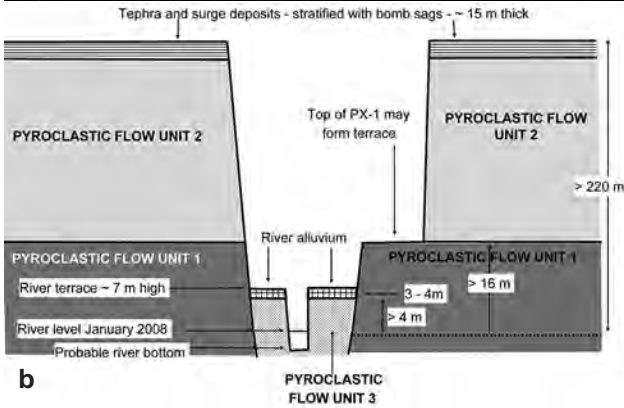 Tephra and surge deposits - stratified with bomb sags - ~ 15 m thick
PYROCLASTIC FLOW UNIT 2
Top of PX-1 may
form terrace
PYROCLASTIC FLOW
UNIT 2
> 220 m
River alluvium
PYROCLASTIC FLOW UNIT 1
PYROCLASTIC FLOW UNIT 1
> 16 m
River terrace ~ 7 m high
3 - 4m
> 4 m
River level January 2008
Probable river bottom
b
PYROCLASTIC
FLOW UNIT 3